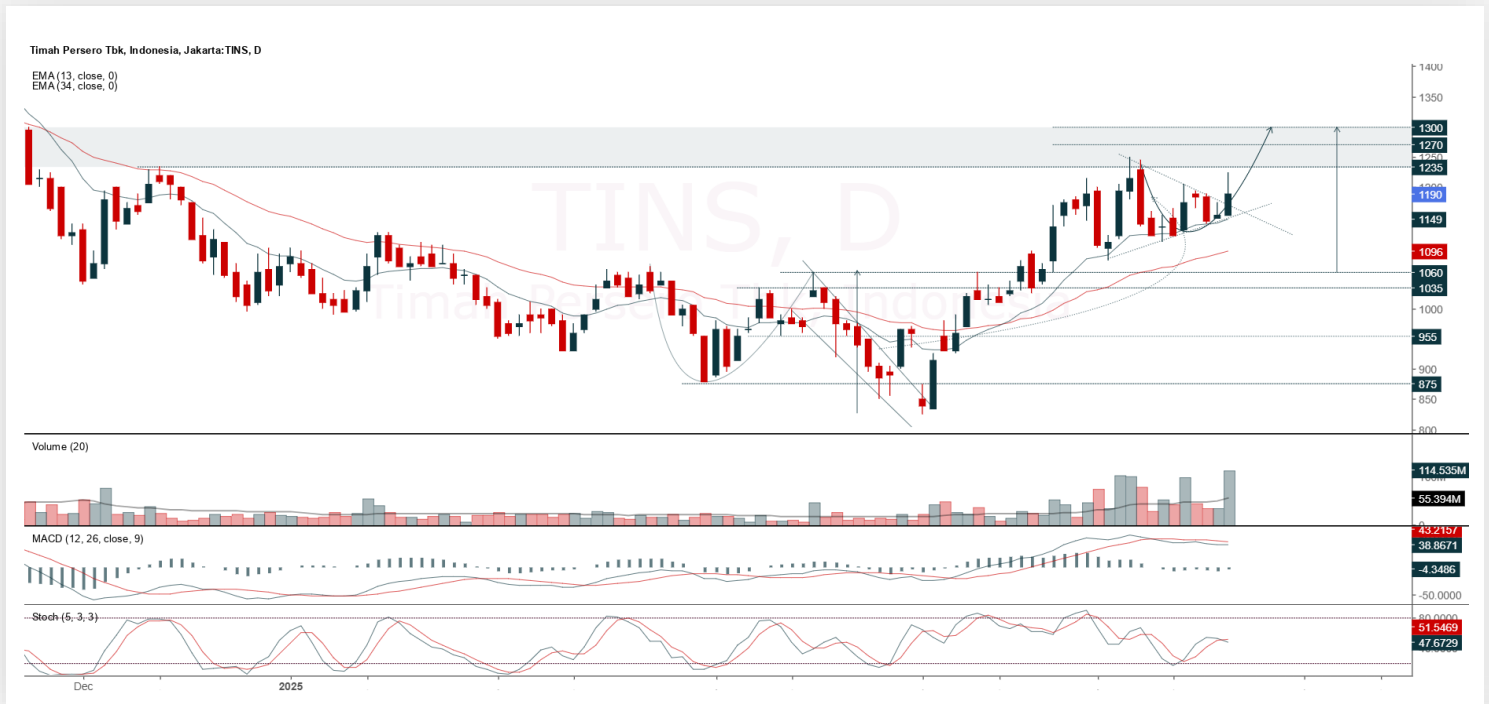 Timah Persero Tbk, Indonesia, Jakarta:TINS, D
EMA (13, close, 0)
EMA (34, close, 0)
TINS, D
Timah Persero Tbk, Indonesia
1400
1350
1300
1270
1250
1235
1190
1149
1096
1060
1035
1000
955
900
875
850
800
Volume (20)
114.535M
100M
55.394M
MACD (12, 26, close, 9)
43.2157
38.8671
-4.3486
-50.0000
Stoch (5, 3, 3)
80.0000
51.5469
47.6729
Dec
2025